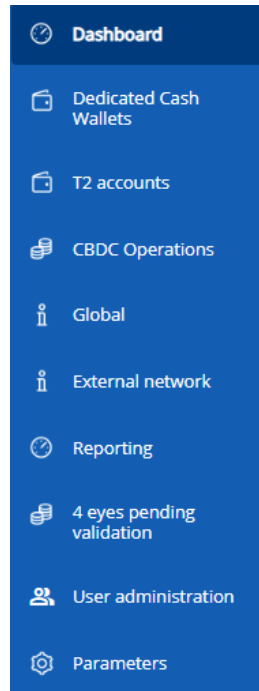 Dashboard
Dedicated Cash
Wallets
T2 accounts
CBDC Operations
Global
External network
Reporting
4 eyes pending
validation
User administration
Parameters